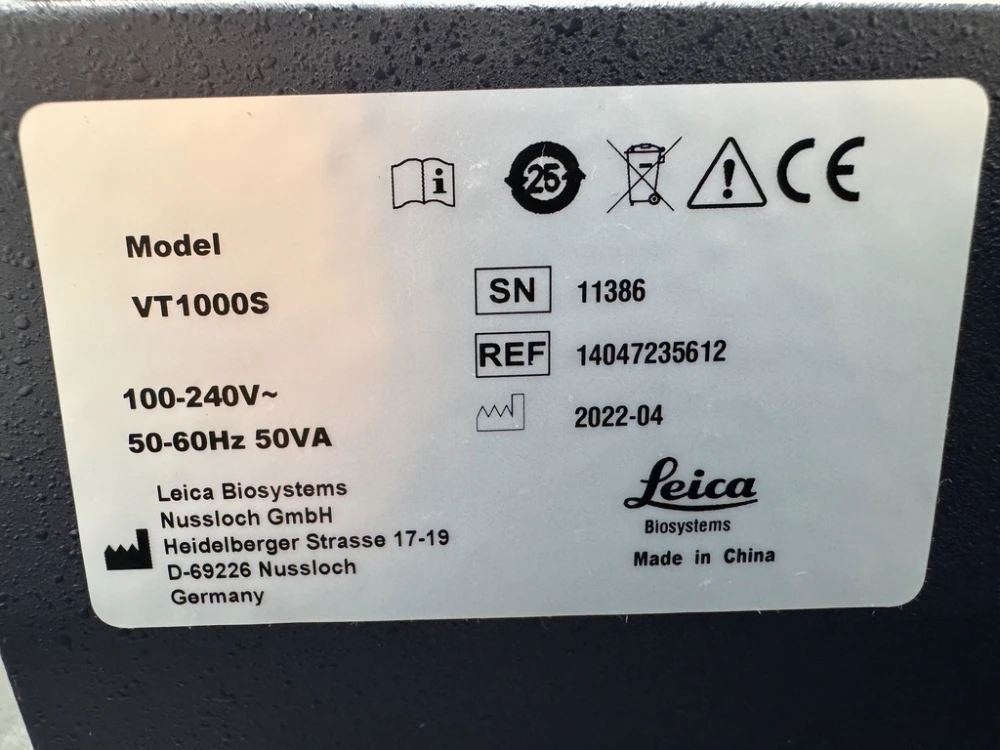 25
CE
Model
VT1000S
SN 11386
REF 14047235612
2022-04
100-240V~
50-60Hz 50VA
Leica Biosystems
Nussloch GmbH
Heidelberger Strasse 17-19
D-69226 Nussloch
Germany
Leica
Biosystems
Made in China